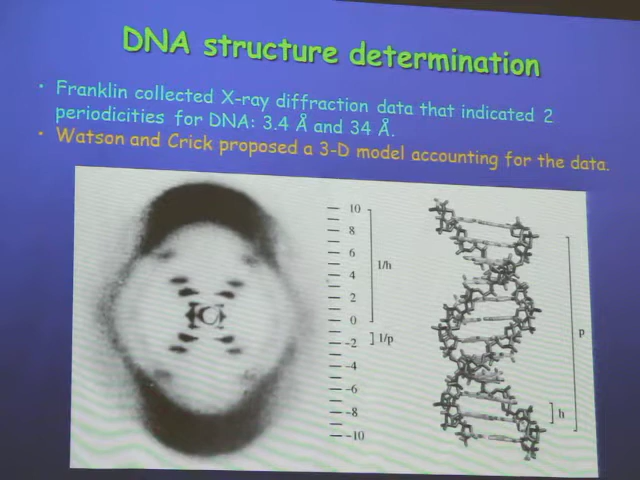 DNA structure determination
• Franklin collected X-ray diffraction data that indicated 2
periodicities for DNA: 3.4 Å and 34 Å.
• Watson and Crick proposed a 3-D model accounting for the data.
10
8
6
4
2
0
-2
-4
-6
-8
-10
1/h
1/p
p
h